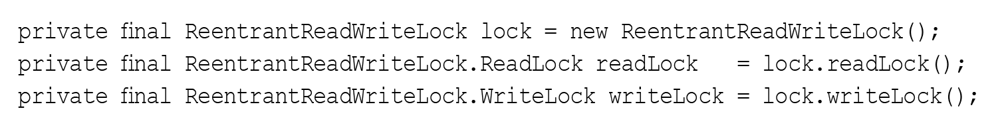 private final ReentrantReadWriteLock lock = new ReentrantReadWriteLock();
private final ReentrantReadWriteLock.ReadLock readLock   = lock.readLock();
private final ReentrantReadWriteLock.WriteLock writeLock = lock.writeLock();